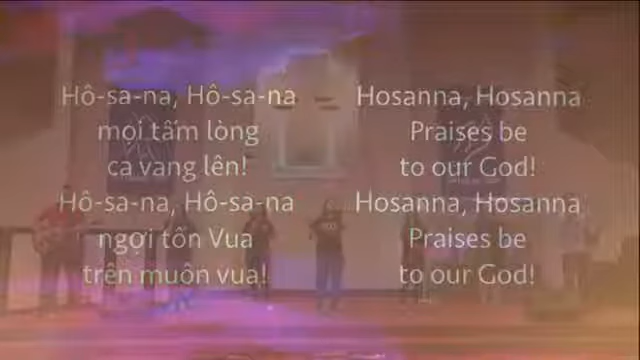 Hô-sa-na, Hô-sa-na
mọi tấm lòng
ca vang lên!
Hô-sa-na, Hô-sa-na
ngợi tôn Vua
trên muôn vua!
Hosanna, Hosanna
Praises be
to our God!
Hosanna, Hosanna
Praises be
to our God!